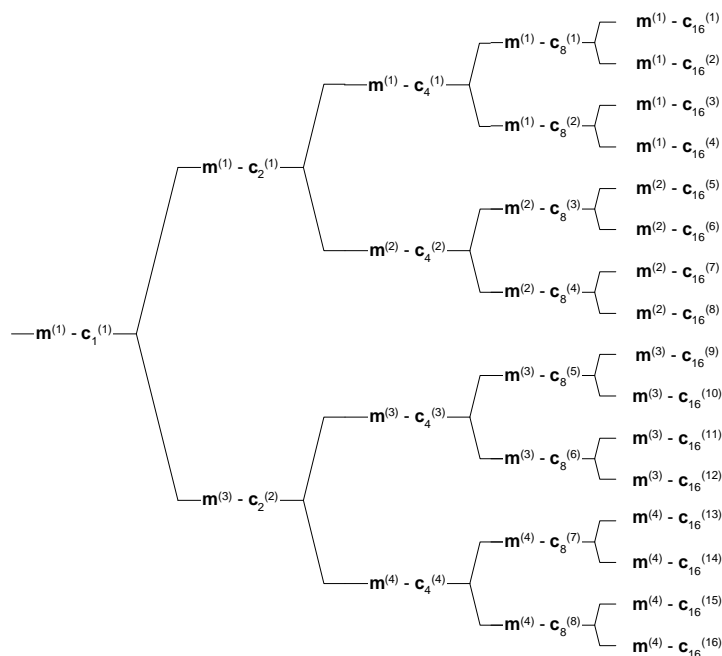 m⁽¹⁾ - c₁₆⁽¹⁾
m⁽¹⁾ - c₈⁽¹⁾
m⁽¹⁾ - c₁₆⁽²⁾
m⁽¹⁾ - c₄⁽¹⁾
m⁽¹⁾ - c₁₆⁽³⁾
m⁽¹⁾ - c₈⁽²⁾
m⁽¹⁾ - c₁₆⁽⁴⁾
m⁽¹⁾ - c₂⁽¹⁾
m⁽²⁾ - c₁₆⁽⁵⁾
m⁽²⁾ - c₈⁽³⁾
m⁽²⁾ - c₁₆⁽⁶⁾
m⁽²⁾ - c₄⁽²⁾
m⁽²⁾ - c₁₆⁽⁷⁾
m⁽²⁾ - c₈⁽⁴⁾
m⁽²⁾ - c₁₆⁽⁸⁾
m⁽¹⁾ - c₁⁽¹⁾
m⁽³⁾ - c₁₆⁽⁹⁾
m⁽³⁾ - c₈⁽⁵⁾
m⁽³⁾ - c₁₆⁽¹⁰⁾
m⁽³⁾ - c₄⁽³⁾
m⁽³⁾ - c₁₆⁽¹¹⁾
m⁽³⁾ - c₈⁽⁶⁾
m⁽³⁾ - c₁₆⁽¹²⁾
m⁽³⁾ - c₂⁽²⁾
m⁽⁴⁾ - c₁₆⁽¹³⁾
m⁽⁴⁾ - c₈⁽⁷⁾
m⁽⁴⁾ - c₁₆⁽¹⁴⁾
m⁽⁴⁾ - c₄⁽⁴⁾
m⁽⁴⁾ - c₁₆⁽¹⁵⁾
m⁽⁴⁾ - c₈⁽⁸⁾
m⁽⁴⁾ - c₁₆⁽¹⁶⁾